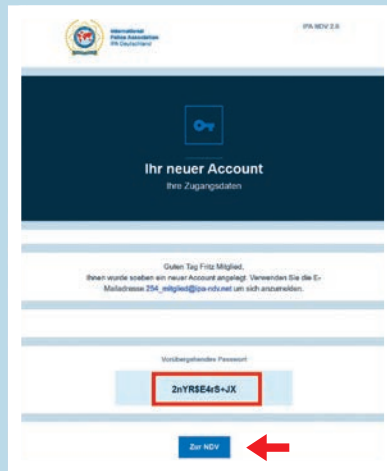 International
Police Association
IPA Deutschland
IPA NDV 2.0
Ihr neuer Account
Ihre Zugangsdaten
Guten Tag Fritz Mitglied,
Ihnen wurde soeben ein neuer Account angelegt. Verwenden Sie die E-
Mailadresse 254_mitglied@ipa-ndv.net um sich anzumelden.
Vorübergehendes Passwort
2nYR$E4rS+JX
Zur NDV